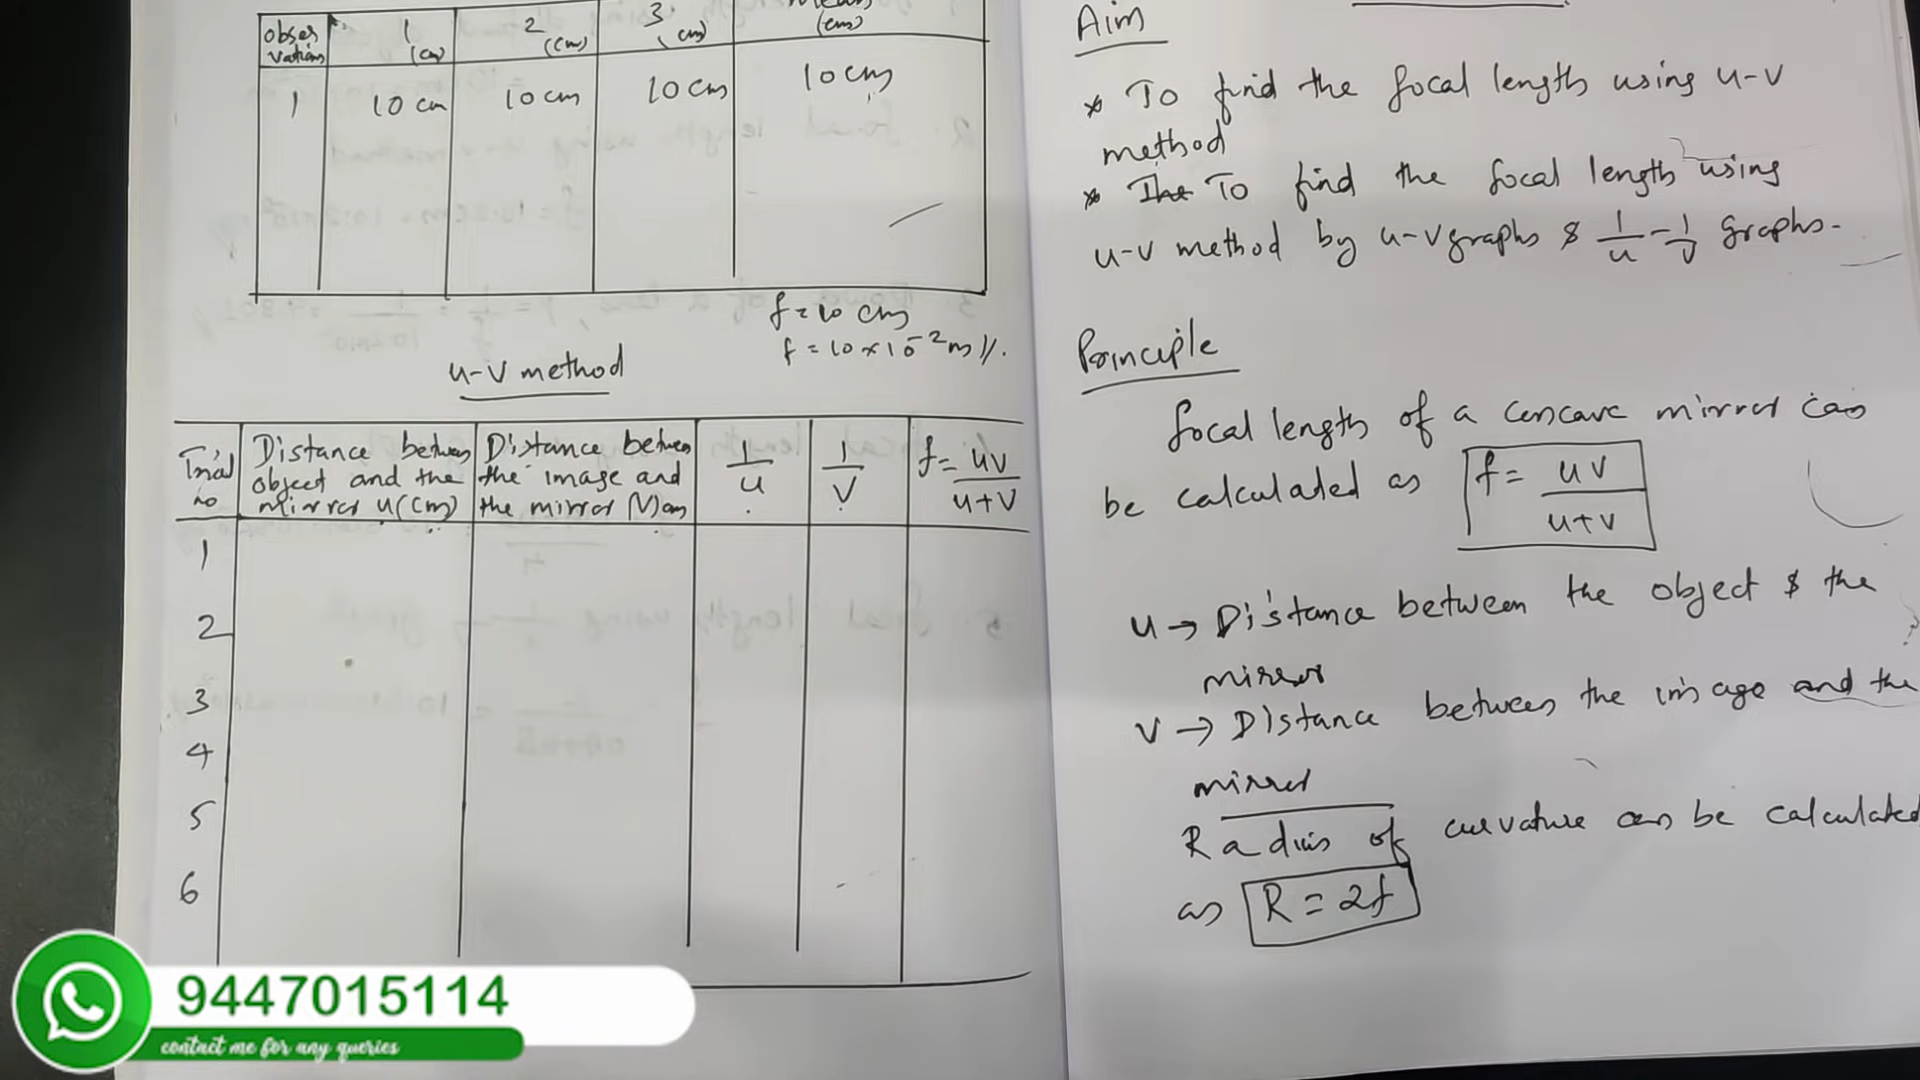 Obser
vations
1
(cm)
2
(cm)
3
(cm)
Mean
(cm)
1
10 cm
10 cm
10 cm
10 cm
f = 10 cm
f = 10 × 10⁻² m //.
u-v method
Trial
no
Distance between
object and the
mirror u (cm)
Distance between
the image and
the mirror (v) cm
1/u
1/v
f = uv/u+v
1
2
3
4
5
6
Aim
* To find the focal length using u-v
method
* To find the focal length using
u-v method by u-v graphs & 1/u - 1/v graphs.
Principle
focal length of a concave mirror can
be calculated as f = uv/u+v
u → Distance between the object & the
mirror
v → Distance between the image and the
mirror
Radius of curvature can be calculated
as R = 2f
9447015114
contact me for any queries